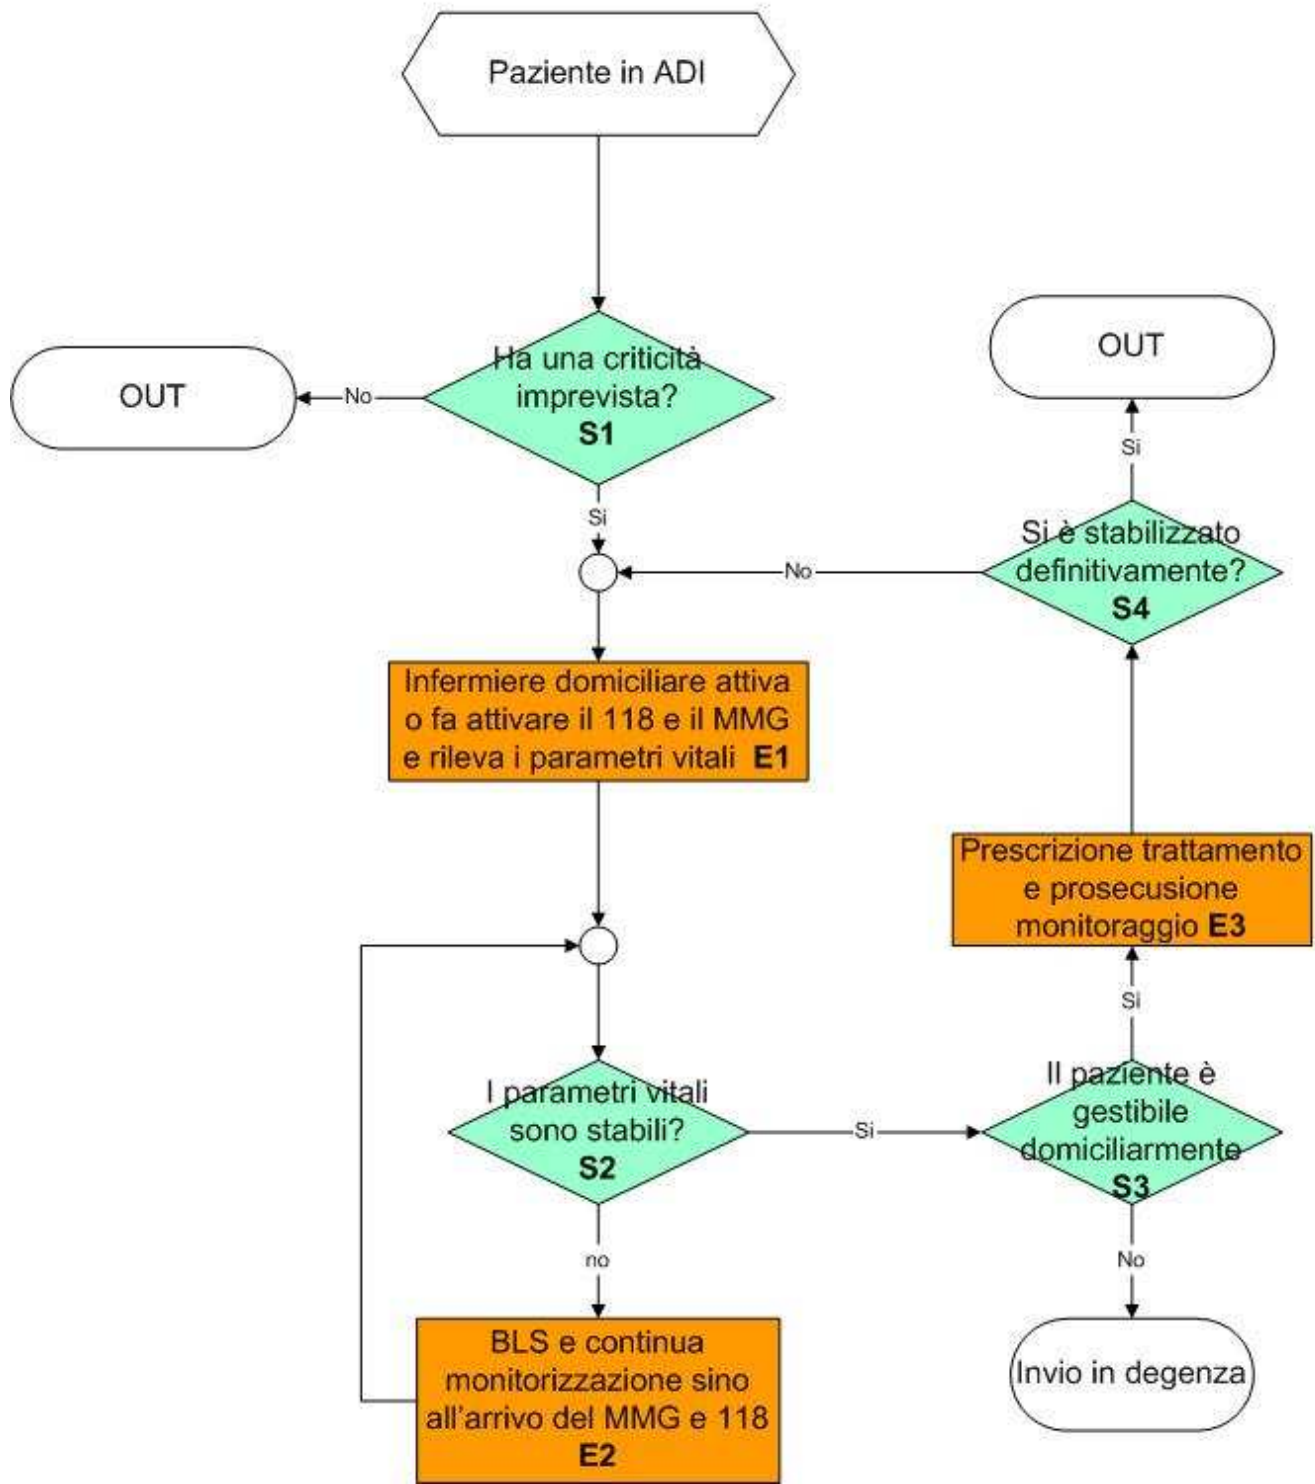 Paziente in ADI
Ha una criticità
imprevista?
S1
No
OUT
Si
OUT
Si
Si è stabilizzato
definitivamente?
S4
No
Infermiere domiciliare attiva
o fa attivare il 118 e il MMG
e rileva i parametri vitali E1
Prescrizione trattamento
e prosecusione
monitoraggio E3
Si
I parametri vitali
sono stabili?
S2
Si
Il paziente è
gestibile
domiciliarmente
S3
no
No
BLS e continua
monitorizzazione sino
all'arrivo del MMG e 118
E2
Invio in degenza